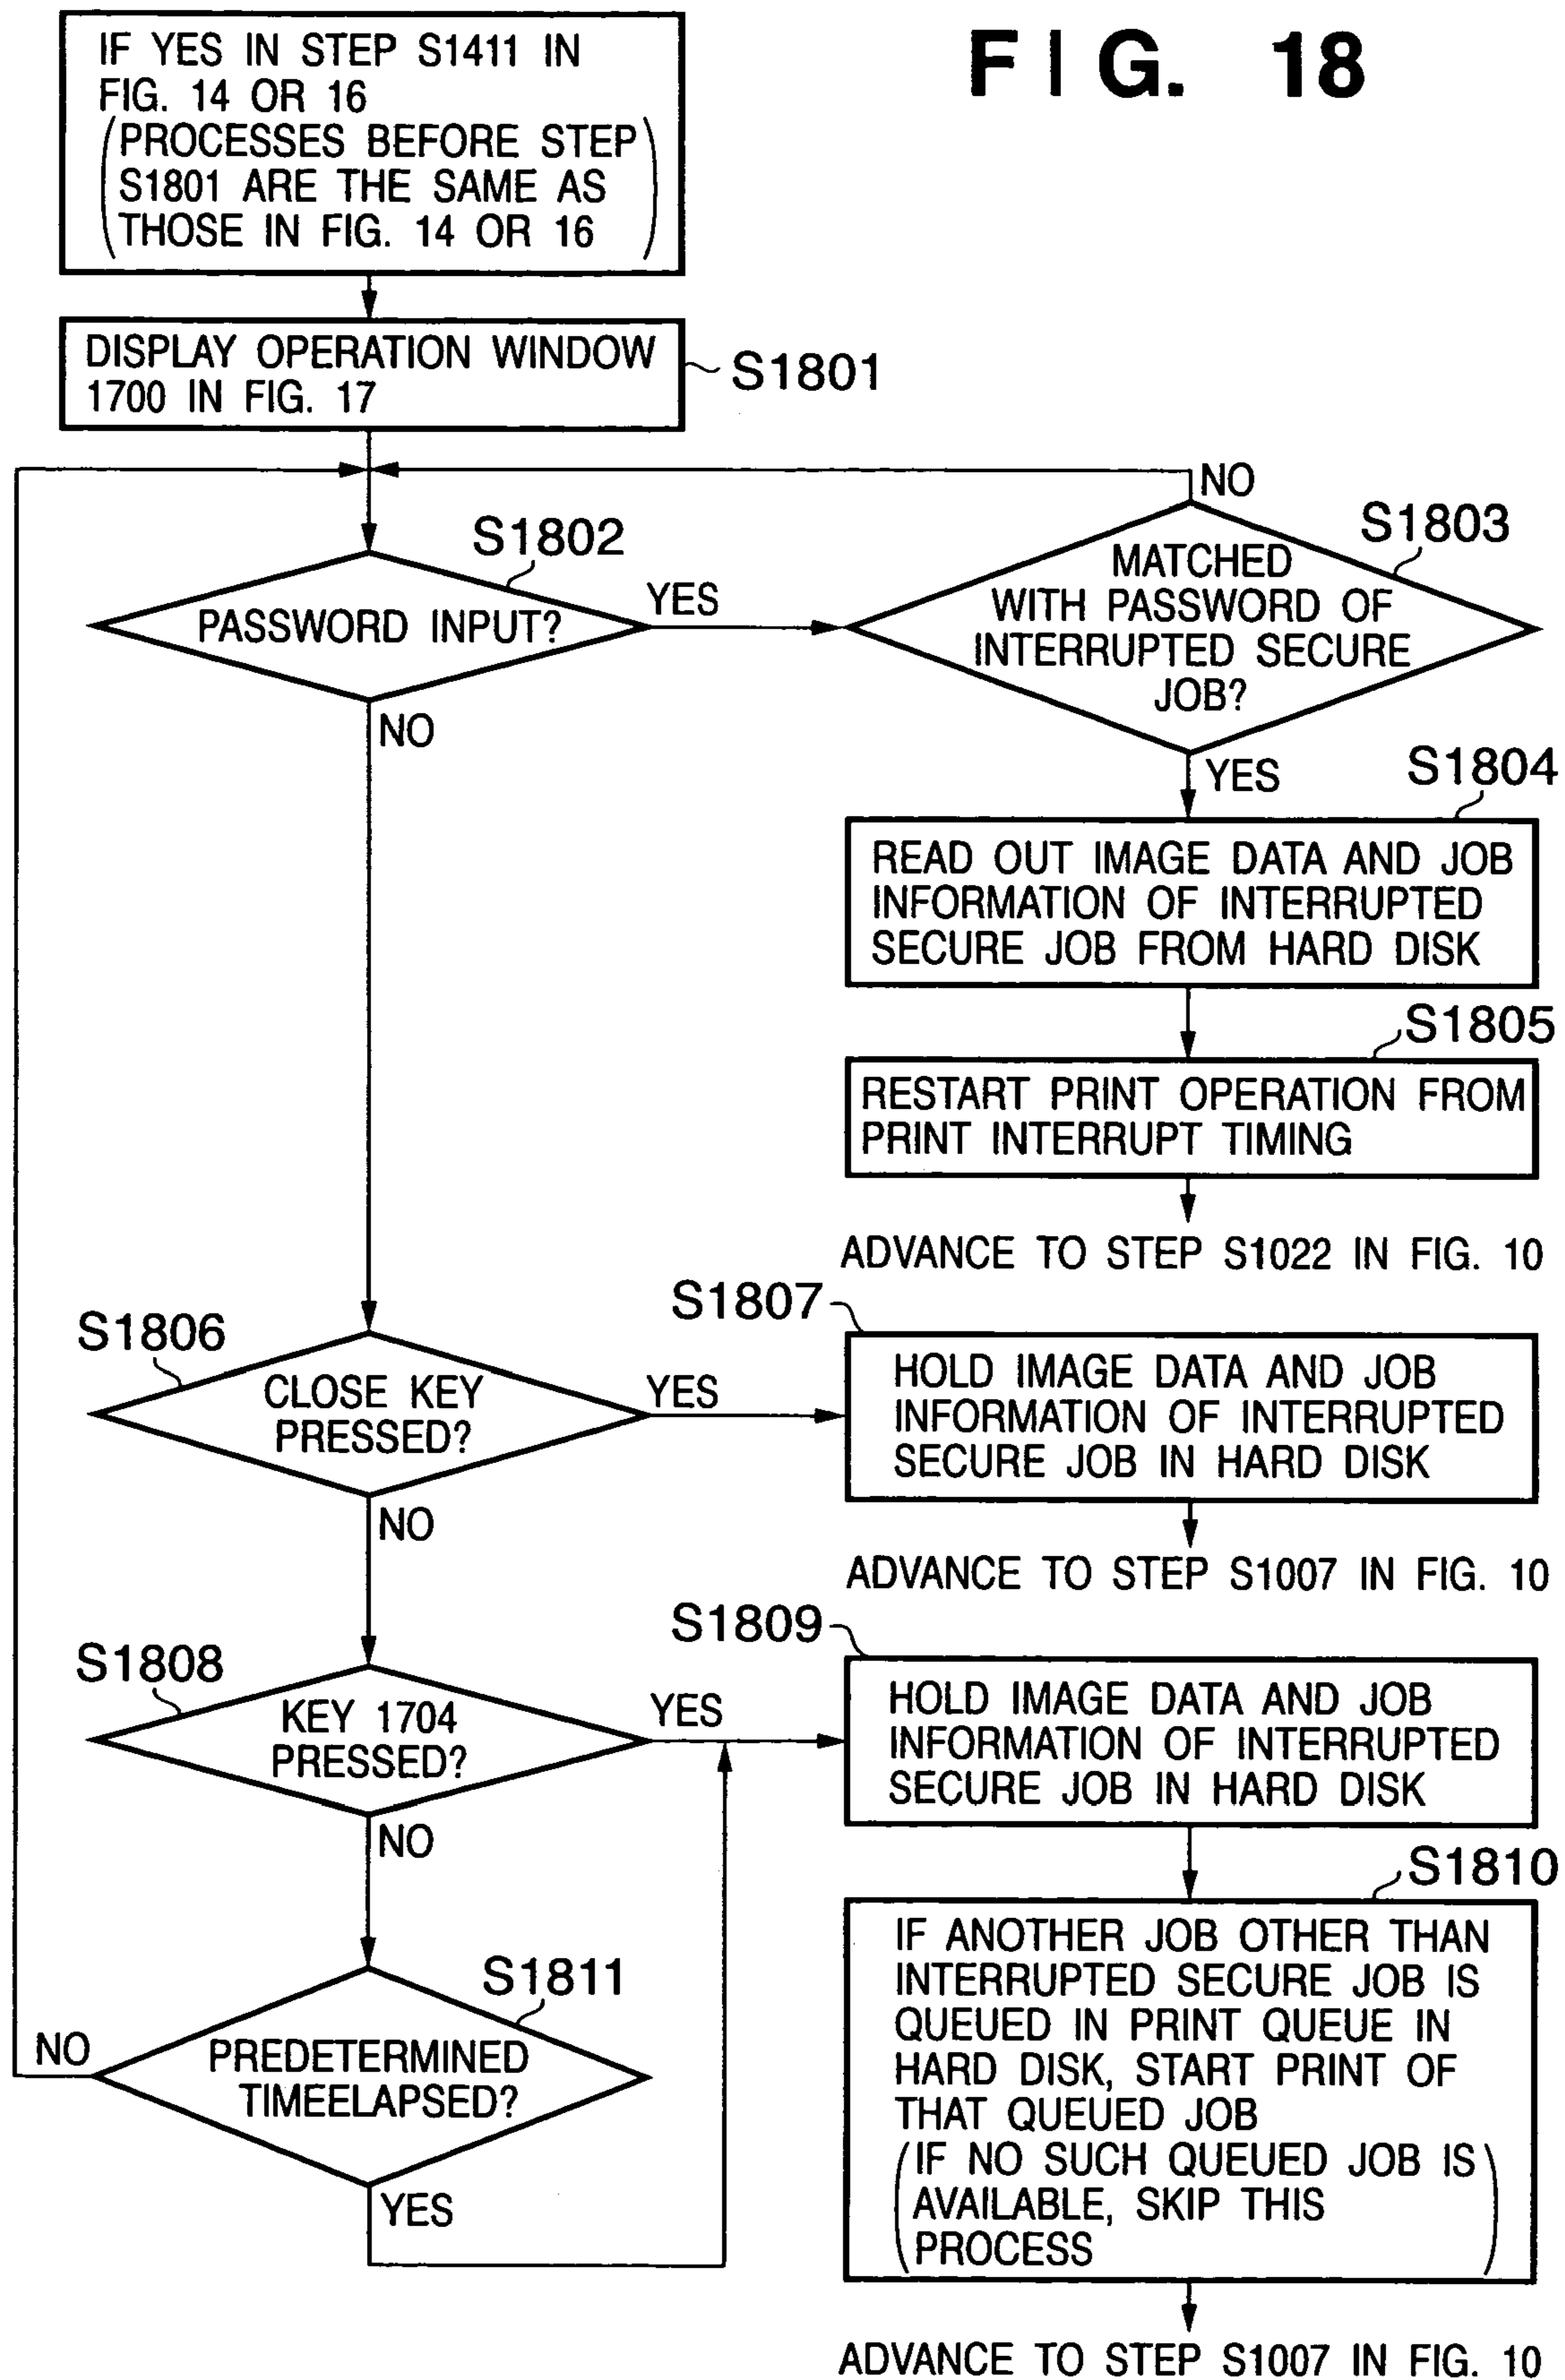 FIG. 18
IF YES IN STEP S1411 IN
FIG. 14 OR 16
(PROCESSES BEFORE STEP
S1801 ARE THE SAME AS
THOSE IN FIG. 14 OR 16)
DISPLAY OPERATION WINDOW
1700 IN FIG. 17
S1801
S1802
PASSWORD INPUT?
YES
NO
NO
S1803
MATCHED
WITH PASSWORD OF
INTERRUPTED SECURE
JOB?
YES
S1804
READ OUT IMAGE DATA AND JOB
INFORMATION OF INTERRUPTED
SECURE JOB FROM HARD DISK
S1805
RESTART PRINT OPERATION FROM
PRINT INTERRUPT TIMING
ADVANCE TO STEP S1022 IN FIG. 10
S1806
CLOSE KEY
PRESSED?
YES
NO
S1807
HOLD IMAGE DATA AND JOB
INFORMATION OF INTERRUPTED
SECURE JOB IN HARD DISK
ADVANCE TO STEP S1007 IN FIG. 10
S1808
KEY 1704
PRESSED?
YES
NO
S1809
HOLD IMAGE DATA AND JOB
INFORMATION OF INTERRUPTED
SECURE JOB IN HARD DISK
S1811
PREDETERMINED
TIMEELAPSED?
NO
YES
S1810
IF ANOTHER JOB OTHER THAN
INTERRUPTED SECURE JOB IS
QUEUED IN PRINT QUEUE IN
HARD DISK, START PRINT OF
THAT QUEUED JOB
(IF NO SUCH QUEUED JOB IS
AVAILABLE, SKIP THIS
PROCESS)
ADVANCE TO STEP S1007 IN FIG. 10